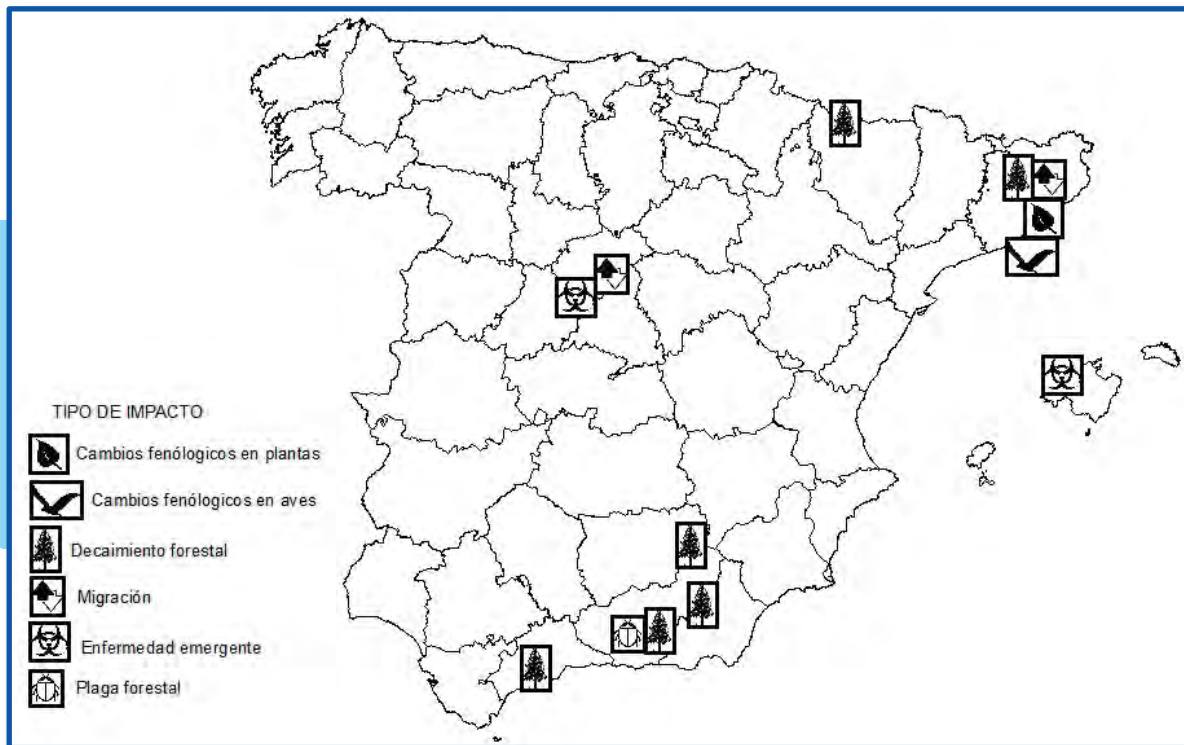 TIPO DE IMPACTO
Cambios fenólogicos en plantas
Cambios fenólogicos en aves
Decaimiento forestal
Migración
Enfermedad emergente
Plaga forestal